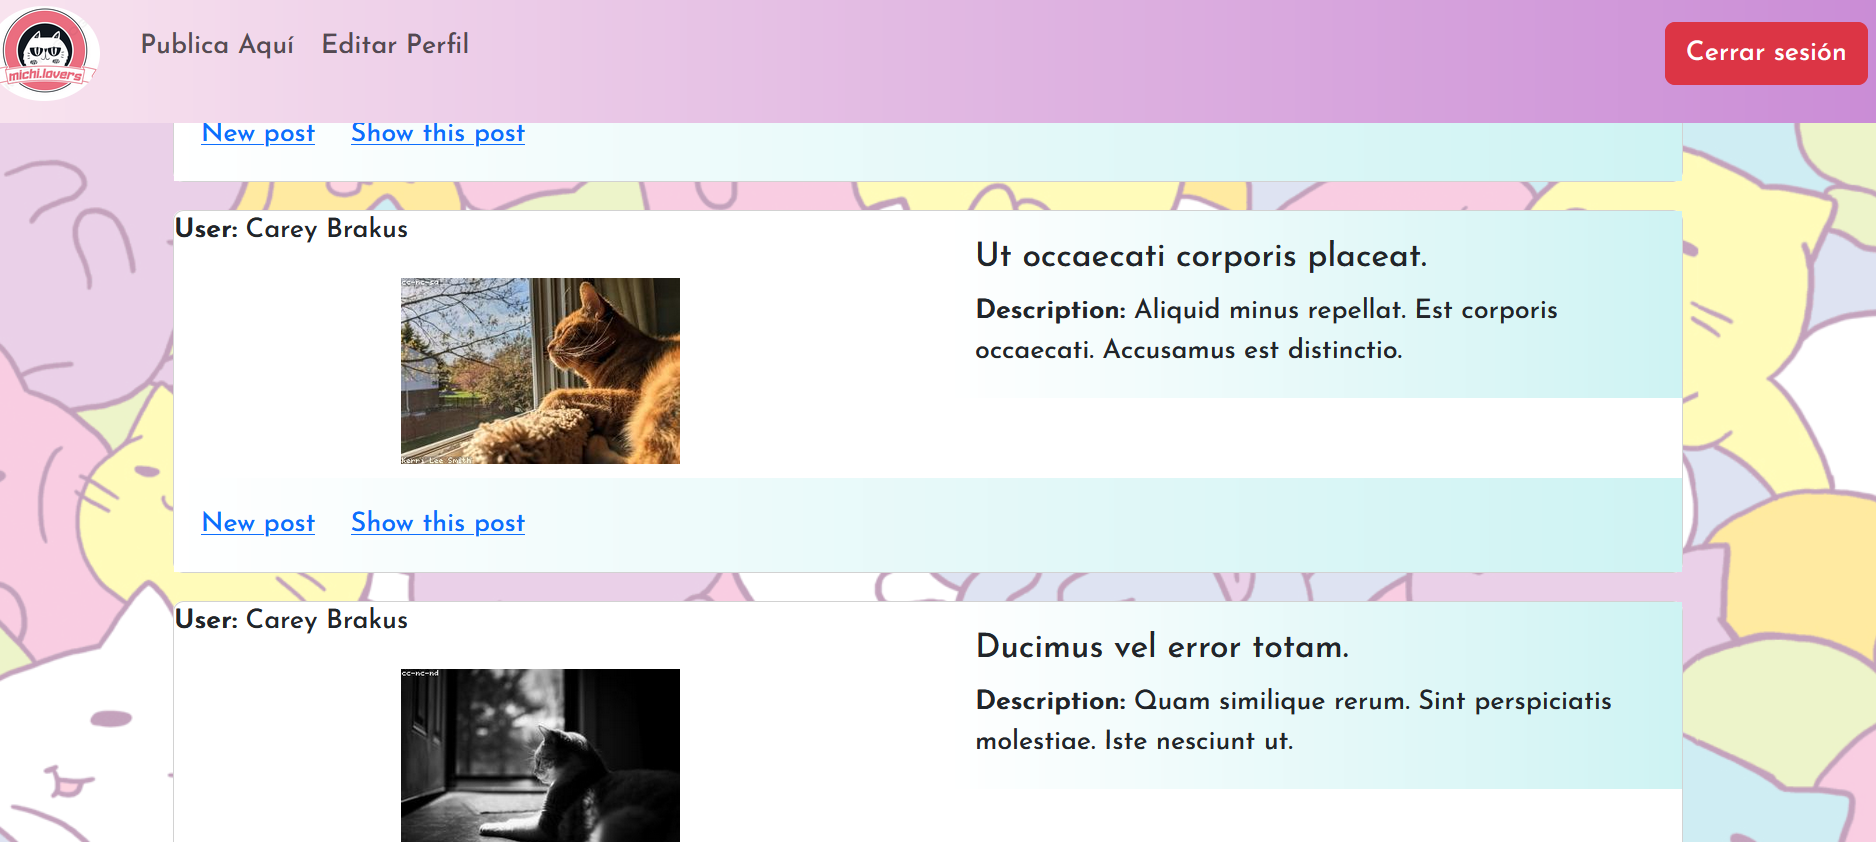 michi.lovers
Publica Aquí
Editar Perfil
Cerrar sesión
New post
Show this post
User: Carey Brakus
cc-nc-sa
Kerri Lee Smith
Ut occaecati corporis placeat.
Description: Aliquid minus repellat. Est corporis
occaecati. Accusamus est distinctio.
New post
Show this post
User: Carey Brakus
cc-nc-nd
Ducimus vel error totam.
Description: Quam similique rerum. Sint perspiciatis
molestiae. Iste nesciunt ut.